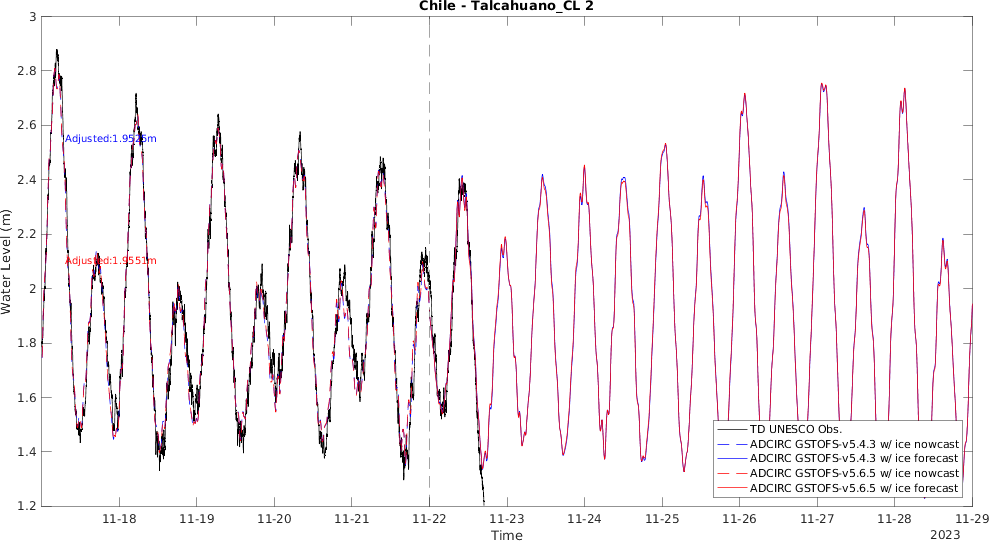 Chile - Talcahuano_CL 2
Water Level (m)
3
2.8
2.6
2.4
2.2
2
1.8
1.6
1.4
1.2
Adjusted:1.9525m
Adjusted:1.9551m
TD UNESCO Obs.
ADCIRC GSTOFS-v5.4.3 w/ ice nowcast
ADCIRC GSTOFS-v5.4.3 w/ ice forecast
ADCIRC GSTOFS-v5.6.5 w/ ice nowcast
ADCIRC GSTOFS-v5.6.5 w/ ice forecast
11-18 11-19 11-20 11-21 11-22 11-23 11-24 11-25 11-26 11-27 11-28 11-29
Time
2023